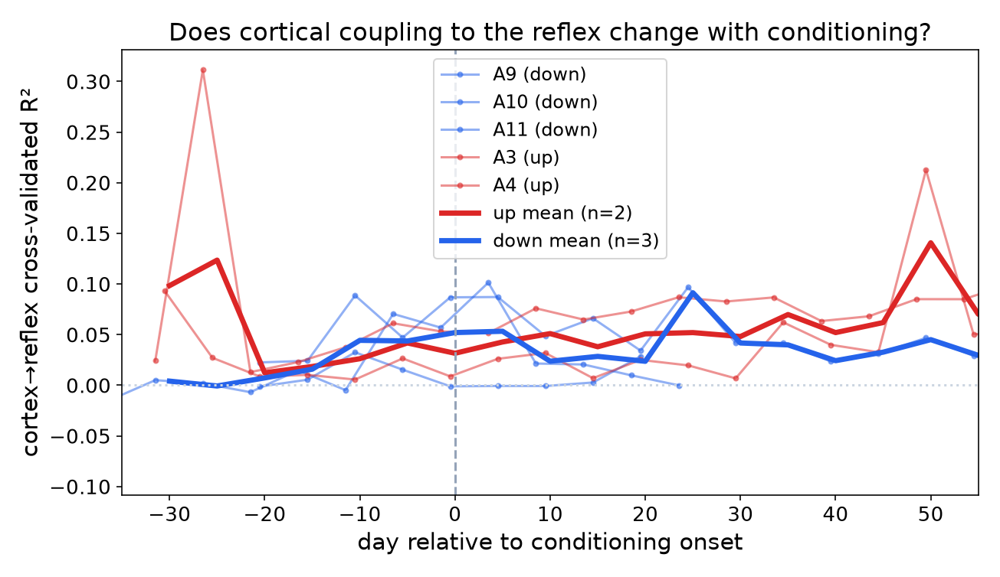 Does cortical coupling to the reflex change with conditioning?
cortex→reflex cross-validated R²
0.30
0.25
0.20
0.15
0.10
0.05
0.00
−0.05
−0.10
A9 (down)
A10 (down)
A11 (down)
A3 (up)
A4 (up)
up mean (n=2)
down mean (n=3)
−30
−20
−10
0
10
20
30
40
50
day relative to conditioning onset